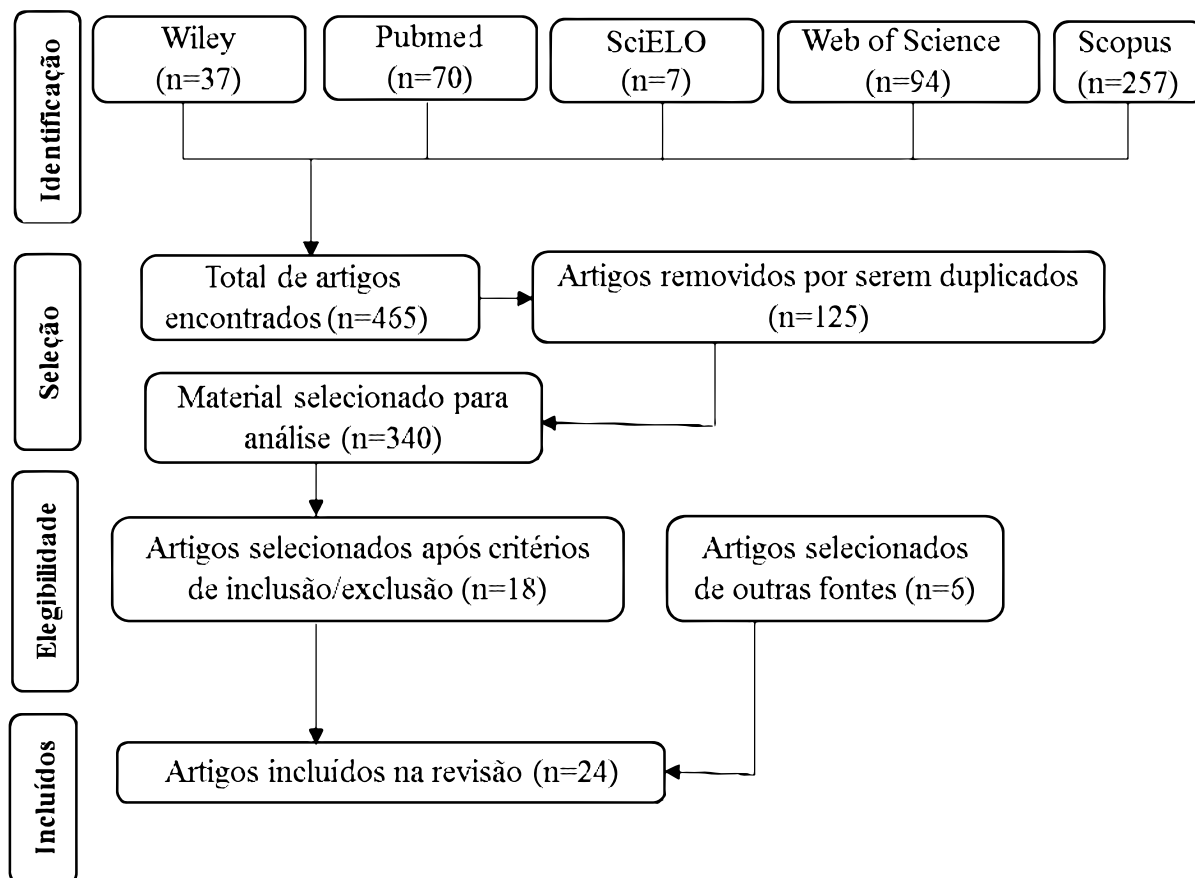 Identificação
Wiley
(n=37)
Pubmed
(n=70)
SciELO
(n=7)
Web of Science
(n=94)
Scopus
(n=257)
Seleção
Total de artigos
encontrados (n=465)
Artigos removidos por serem duplicados
(n=125)
Material selecionado para
análise (n=340)
Elegibilidade
Artigos selecionados após critérios
de inclusão/exclusão (n=18)
Artigos selecionados
de outras fontes (n=6)
Incluídos
Artigos incluídos na revisão (n=24)